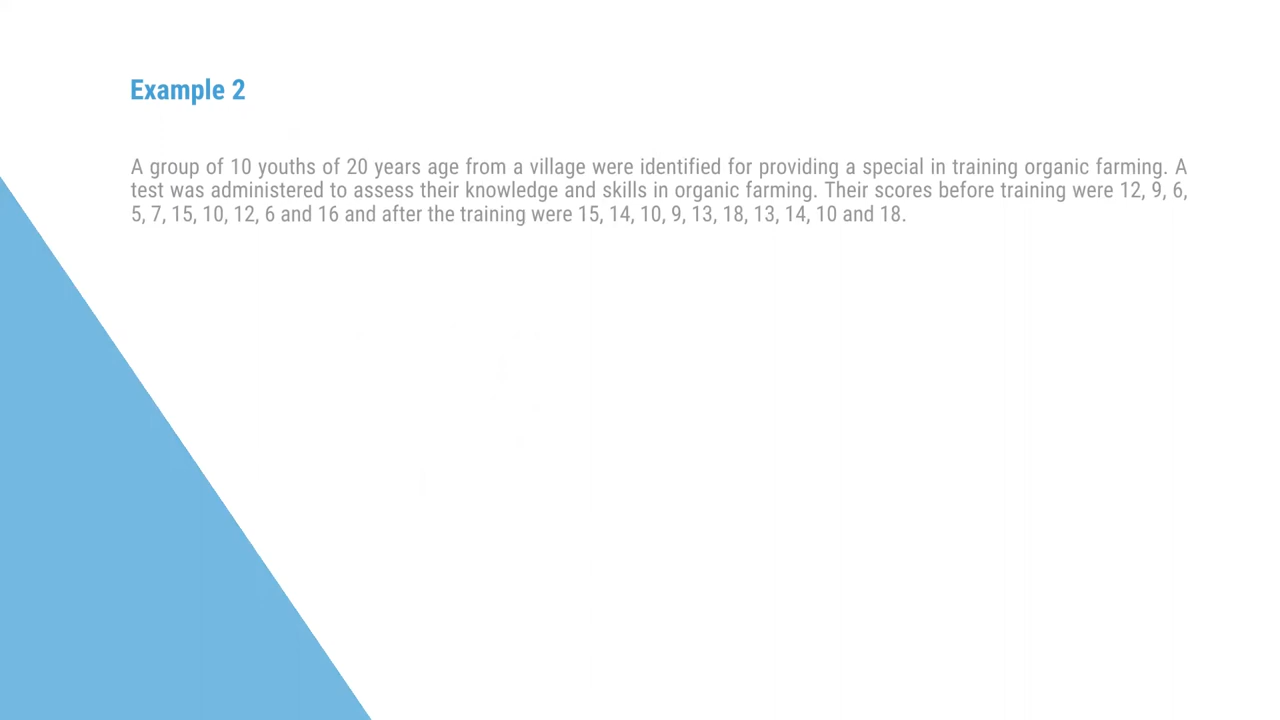 Example 2
A group of 10 youths of 20 years age from a village were identified for providing a special in training organic farming. A
test was administered to assess their knowledge and skills in organic farming. Their scores before training were 12, 9, 6,
5, 7, 15, 10, 12, 6 and 16 and after the training were 15, 14, 10, 9, 13, 18, 13, 14, 10 and 18.